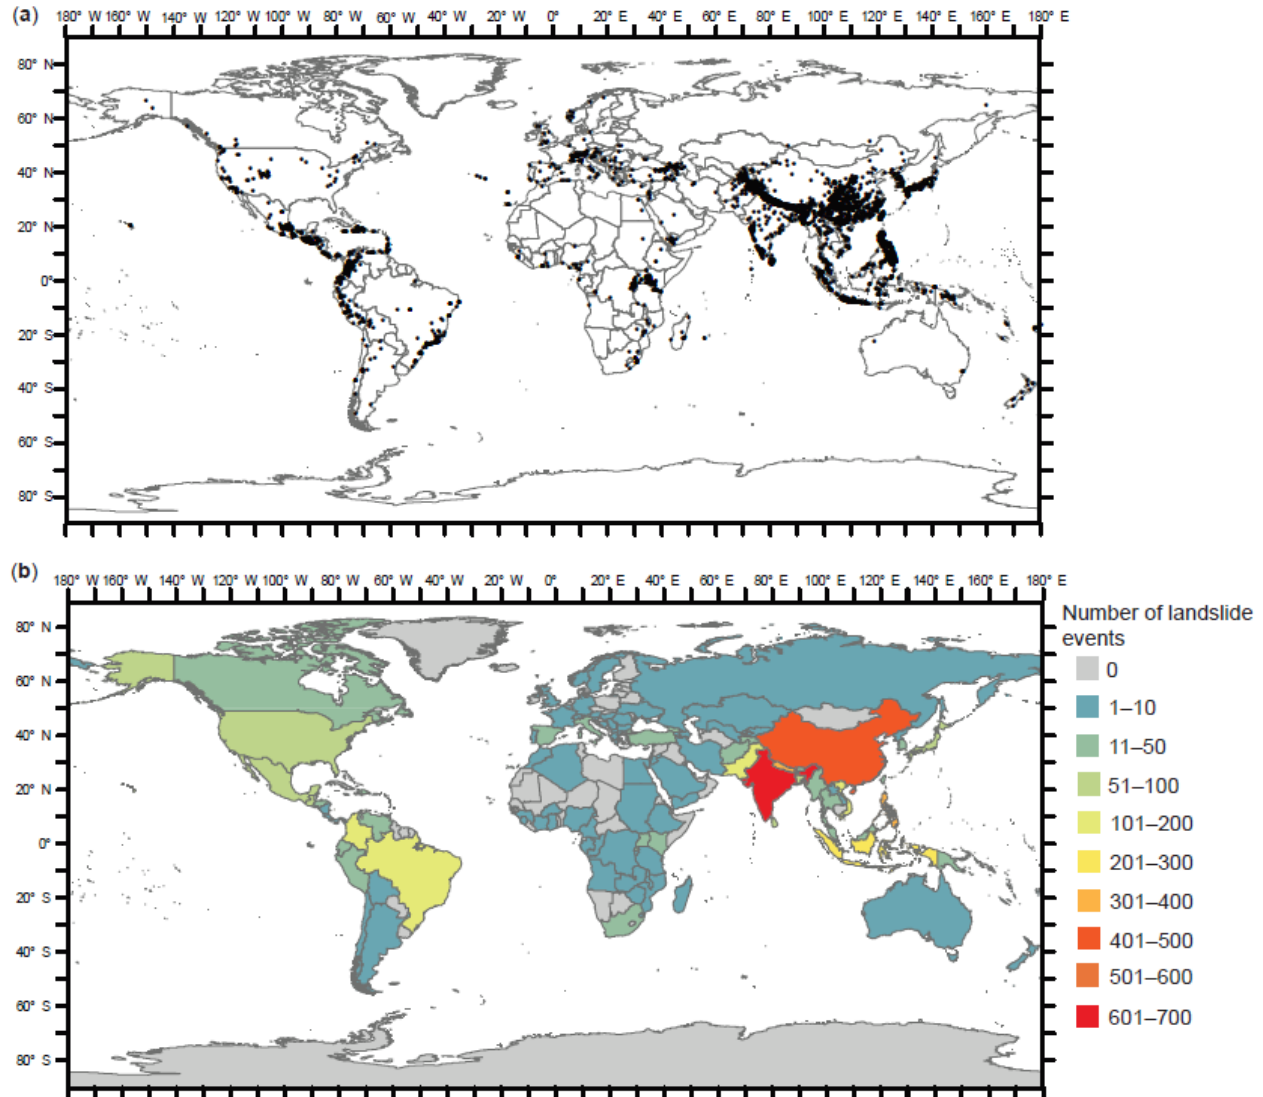 (a)
180° W 160° W 140° W 120° W 100° W 80° W 60° W 40° W 20° W 0° 20° E 40° E 60° E 80° E 100° E 120° E 140° E 160° E 180° E
80° N
60° N
40° N
20° N
0°
20° S
40° S
60° S
80° S
(b)
180° W 160° W 140° W 120° W 100° W 80° W 60° W 40° W 20° W 0° 20° E 40° E 60° E 80° E 100° E 120° E 140° E 160° E 180° E
80° N
60° N
40° N
20° N
0°
20° S
40° S
60° S
80° S
Number of landslide
events
0
1–10
11–50
51–100
101–200
201–300
301–400
401–500
501–600
601–700